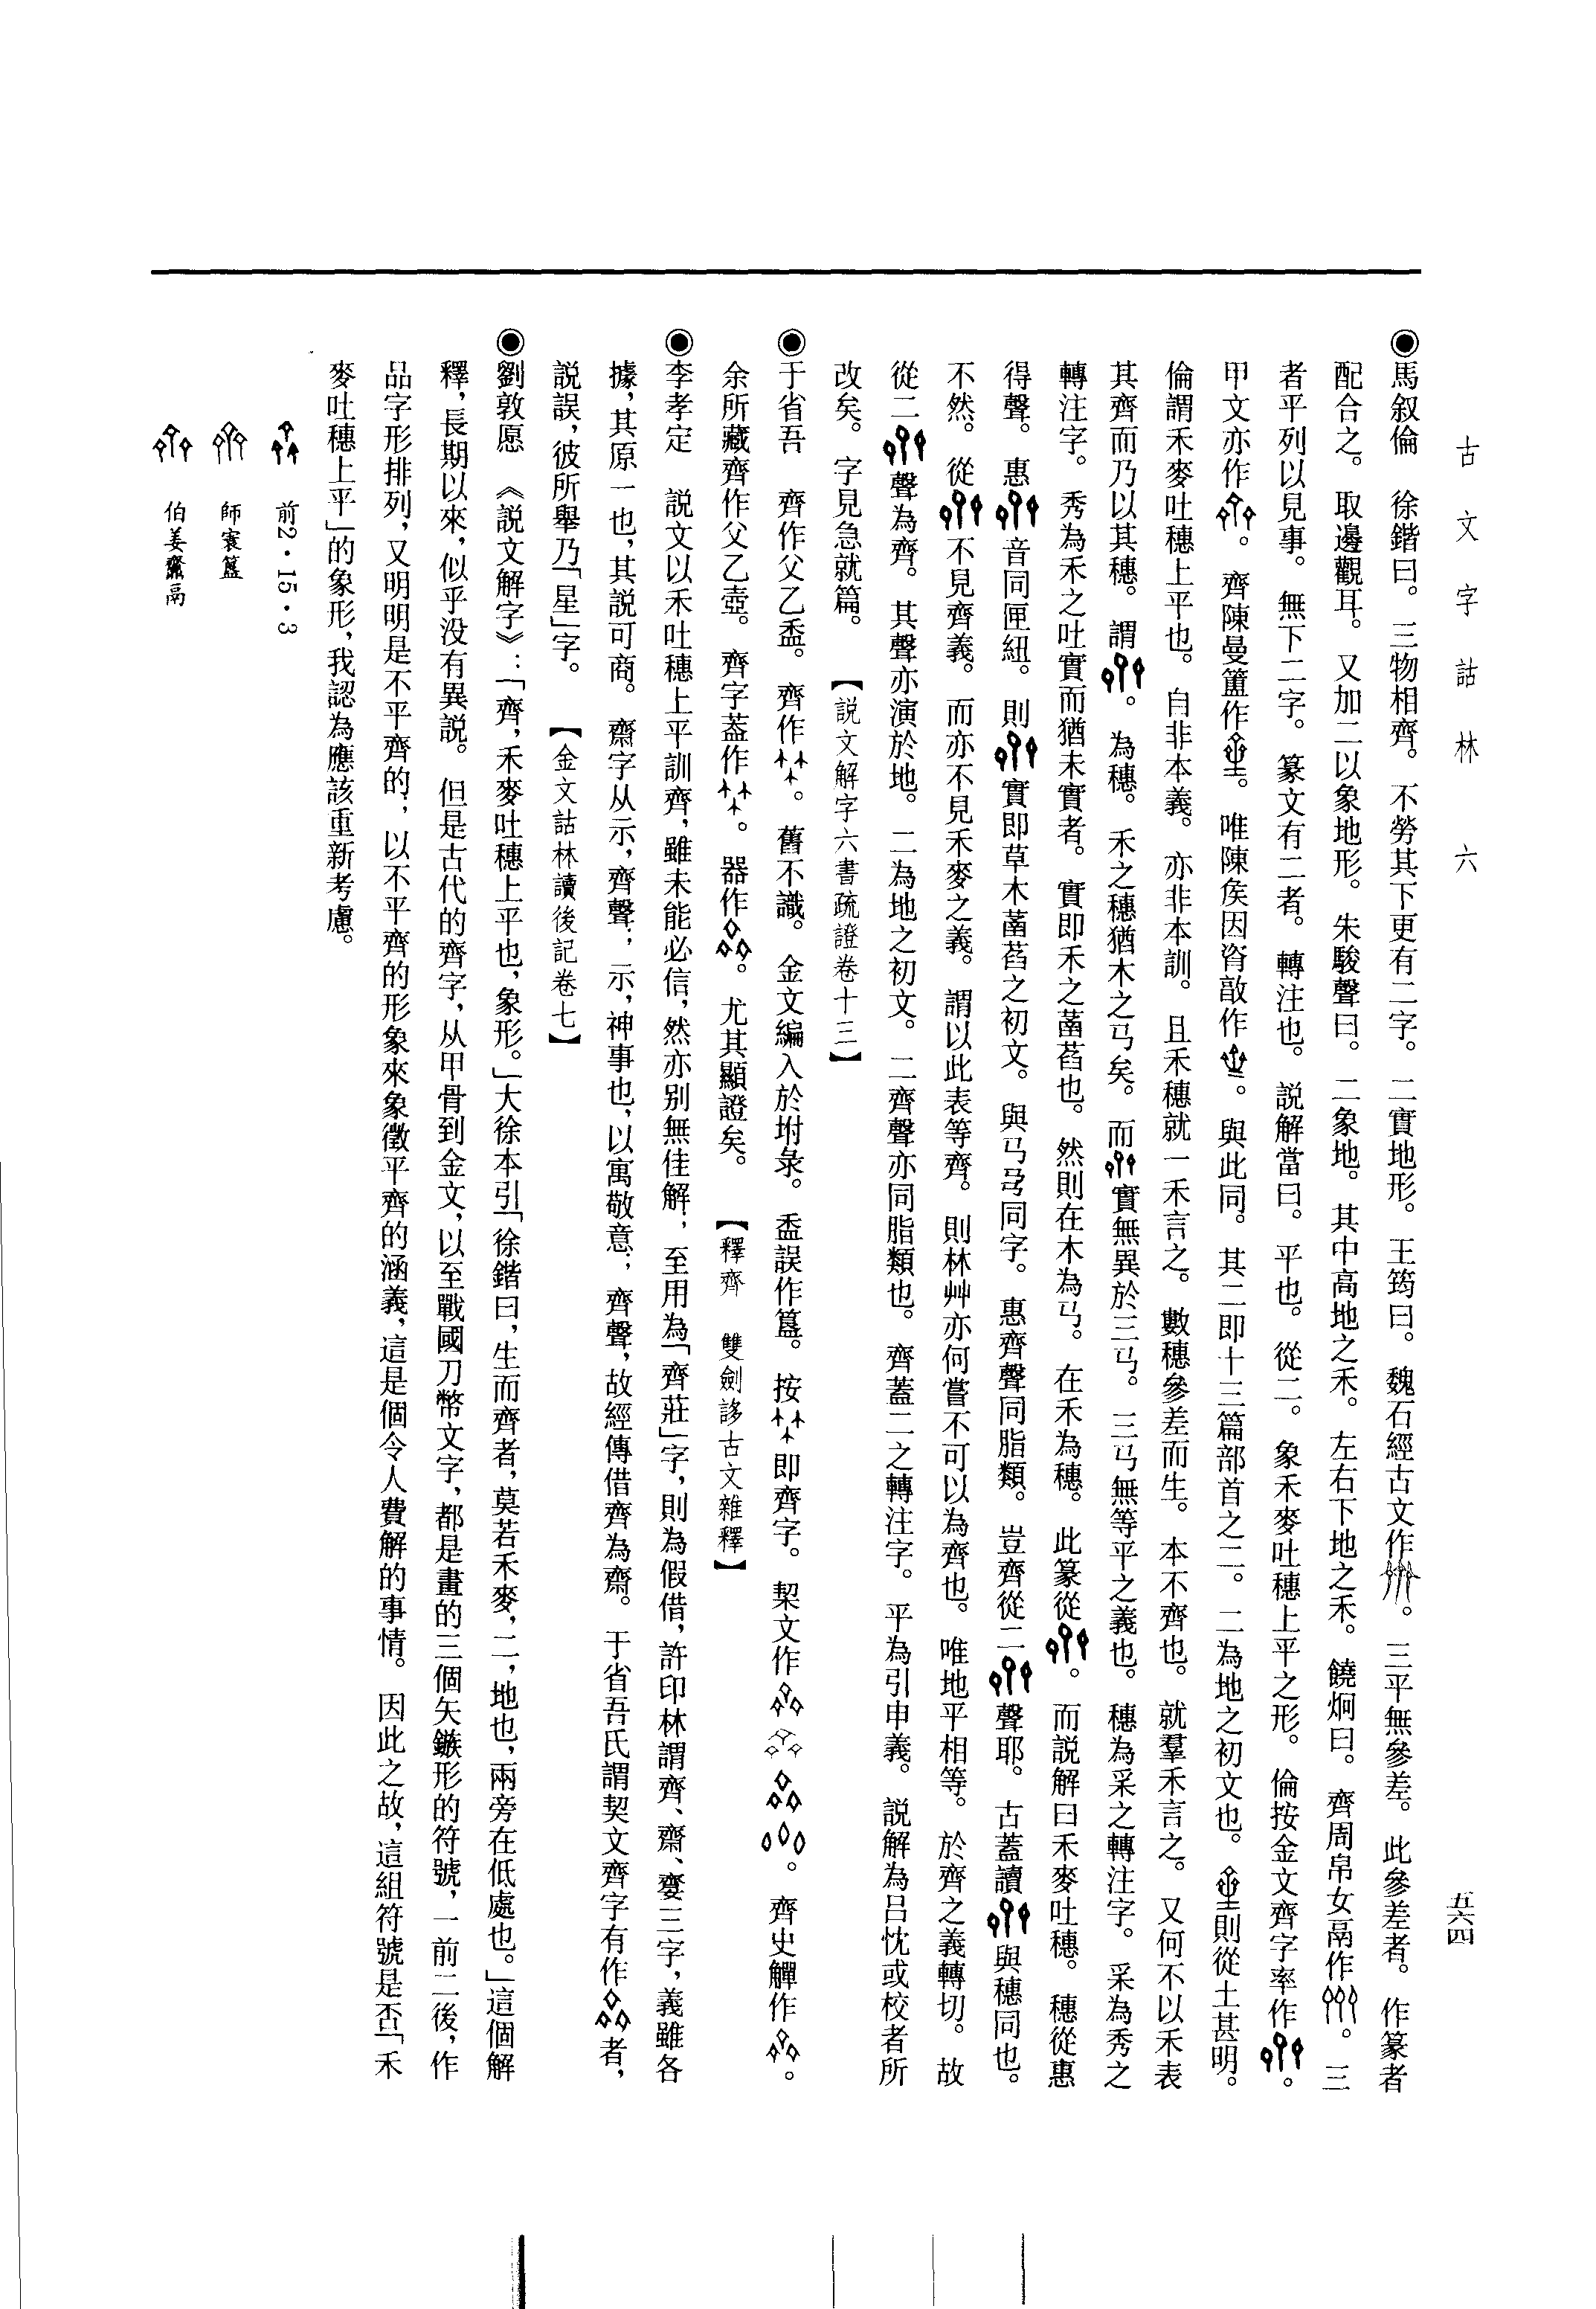 古文字詁林 六
五六四
◉馬叙倫 徐鍇曰。三物相齊。不勞其下更有二字。二實地形。王筠曰。魏石經古文作。三平無參差。此參差者。作篆者
配合之。取邊觀耳。又加二以象地形。朱駿聲曰。二象地。其中高地之禾。左右下地之禾。饒炯曰。齊周帛女鬲作。三
者平列以見事。無下二字。篆文有二者。轉注也。説解當曰。平也。從二。象禾麥吐穗上平之形。倫按金文齊字率作。
甲文亦作。齊陳曼簠作。唯陳矦因𬱖敔作。與此同。其二即十三篇部首之二。二為地之初文也。則從土甚明。
倫謂禾麥吐穗上平也。自非本義。亦非本訓。且禾穗就一禾言之。數穗參差而生。本不齊也。就羣禾言之。又何不以禾表
其齊而乃以其穗。謂。為穗。禾之穗猶木之㔾矣。而實無異於三㔾。三㔾無等平之義也。穗為采之轉注字。采為秀之
轉注字。秀為禾之吐實而猶未實者。實即禾之菡萏也。然則在木為㔾。在禾為穗。此篆從。而説解曰禾麥吐穗。穗從惠
得聲。惠音同匣紐。則實即草木菡萏之初文。與㔾同字。惠齊聲同脂類。豈齊從二聲耶。古蓋讀與穗同也。
不然。從不見齊義。而亦不見禾麥之義。謂以此表等齊。則林艸亦何嘗不可以為齊也。唯地平相等。於齊之義轉切。故
從二聲為齊。其聲亦演於地。二為地之初文。二齊聲亦同脂類也。齊蓋二之轉注字。平為引申義。説解為呂忱或校者所
改矣。字見急就篇。【説文解字六書疏證卷十三】
◉于省吾 齊作父乙盉。齊作。舊不識。金文編入於坿彔。盉誤作簋。按即齊字。栔文作。齊史觶作。
余所藏齊作父乙壺。齊字葢作。器作。尤其顯證矣。【釋齊 雙劍誃古文雜釋】
◉李孝定 説文以禾吐穗上平訓齊，雖未能必信，然亦别無佳解；至用為「齊莊」字，則為假借，許印林謂齊、齋、䶒三字，義雖各
據，其原一也，其説可商。齋字从示，齊聲；示，神事也，以寓敬意；齊聲，故經傳借齊為齋。于省吾氏謂契文齊字有作者，
説誤，彼所舉乃「星」字。【金文詁林讀後記卷七】
◉劉敦愿 《説文解字》：「齊，禾麥吐穗上平也，象形。」大徐本引「徐鍇曰，生而齊者，莫若禾麥，二，地也，兩旁在低處也。」這個解
釋，長期以來，似乎没有異説。但是古代的齊字，从甲骨到金文，以至戰國刀幣文字，都是畫的三個矢鏃形的符號，一前二後，作
品字形排列，又明明是不平齊的；以不平齊的形象來象徵平齊的涵義，這是個令人費解的事情。因此之故，這組符號是否「禾
麥吐穗上平」的象形，我認為應該重新考慮。
前2·15·3
師寰簋
伯姜齋鬲